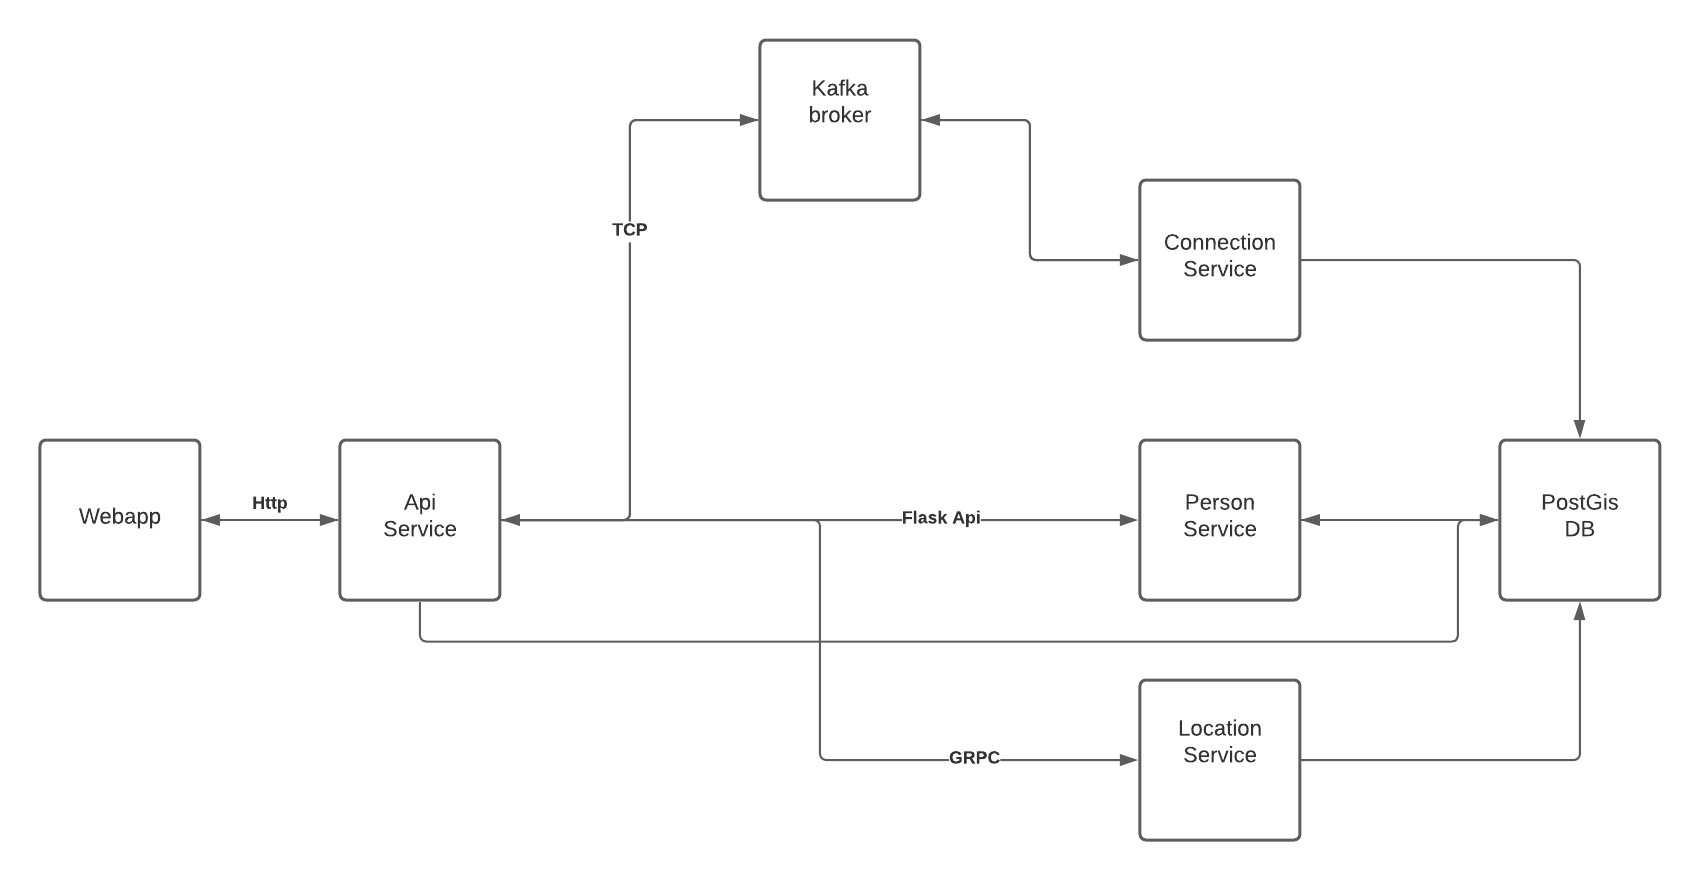 Kafka
broker
TCP
Connection
Service
Webapp
Http
Api
Service
Flask Api
Person
Service
PostGis
DB
Location
Service
GRPC